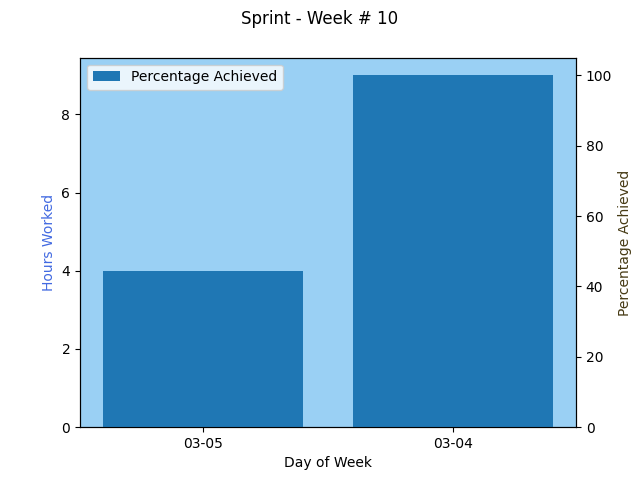 Sprint - Week # 10
Percentage Achieved
8
6
4
2
0
Hours Worked
100
80
60
40
20
0
Percentage Achieved
03-05
03-04
Day of Week